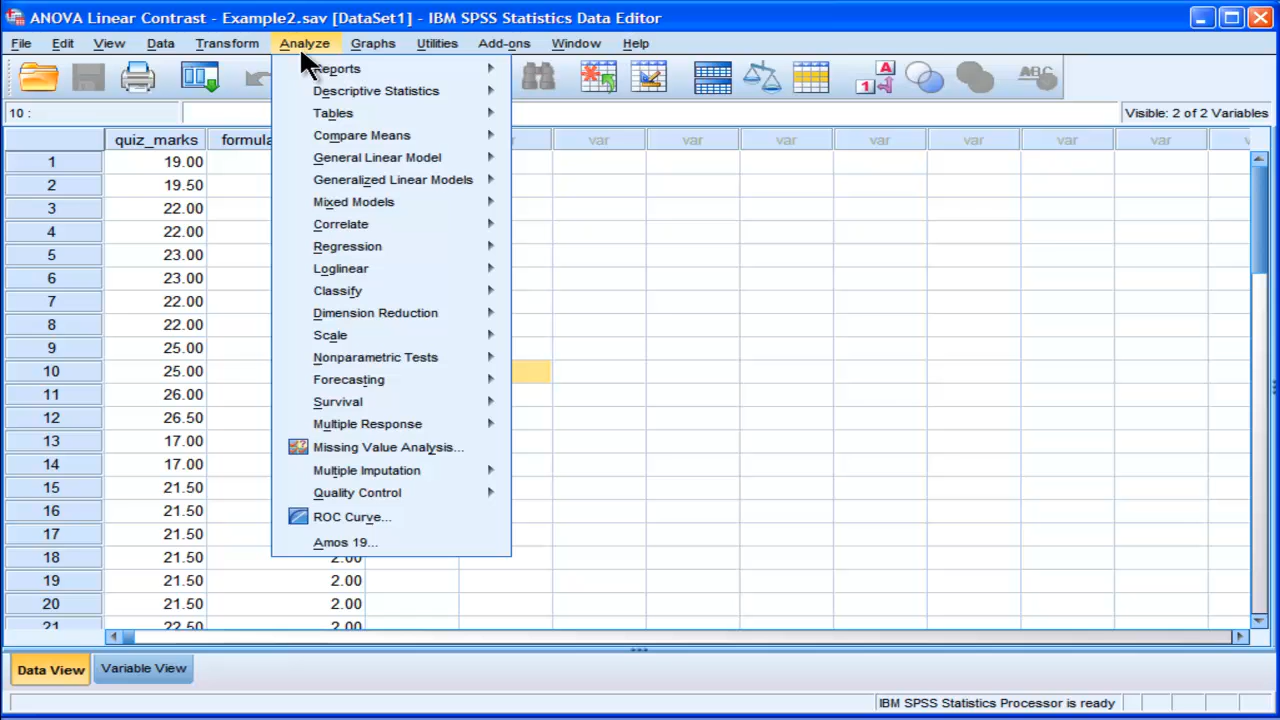 ANOVA Linear Contrast - Example2.sav [DataSet1] - IBM SPSS Statistics Data Editor
File Edit View Data Transform Analyze Graphs Utilities Add-ons Window Help
10 : Visible: 2 of 2 Variables
quiz_marks formula var var var var var var var
1 19.00
2 19.50
3 22.00
4 22.00
5 23.00
6 23.00
7 22.00
8 22.00
9 25.00
10 25.00
11 26.00
12 26.50
13 17.00
14 17.00
15 21.50
16 21.50
17 21.50
18 21.50 2.00
19 21.50 2.00
20 21.50 2.00
21 22.50 2.00
Reports
Descriptive Statistics
Tables
Compare Means
General Linear Model
Generalized Linear Models
Mixed Models
Correlate
Regression
Loglinear
Classify
Dimension Reduction
Scale
Nonparametric Tests
Forecasting
Survival
Multiple Response
Missing Value Analysis...
Multiple Imputation
Quality Control
ROC Curve...
Amos 19...
Data View Variable View
IBM SPSS Statistics Processor is ready